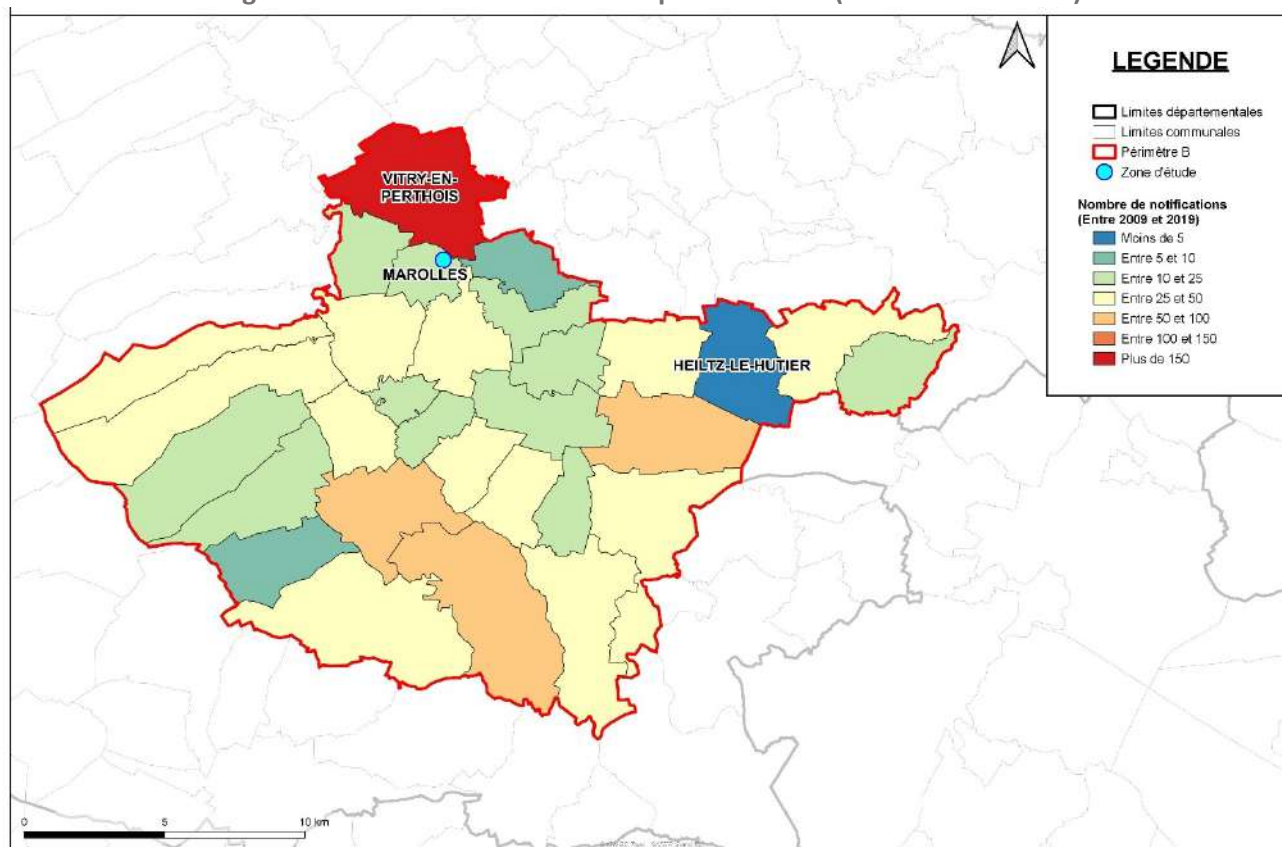 LEGENDE
Limites départementales
Limites communales
Périmètre B
Zone d'étude
Nombre de notifications
(Entre 2009 et 2019)
Moins de 5
Entre 5 et 10
Entre 10 et 25
Entre 25 et 50
Entre 50 et 100
Entre 100 et 150
Plus de 150
VITRY-EN-
PERTHOIS
MAROLLES
HEILTZ-LE-HUTIER
0 5 10 km